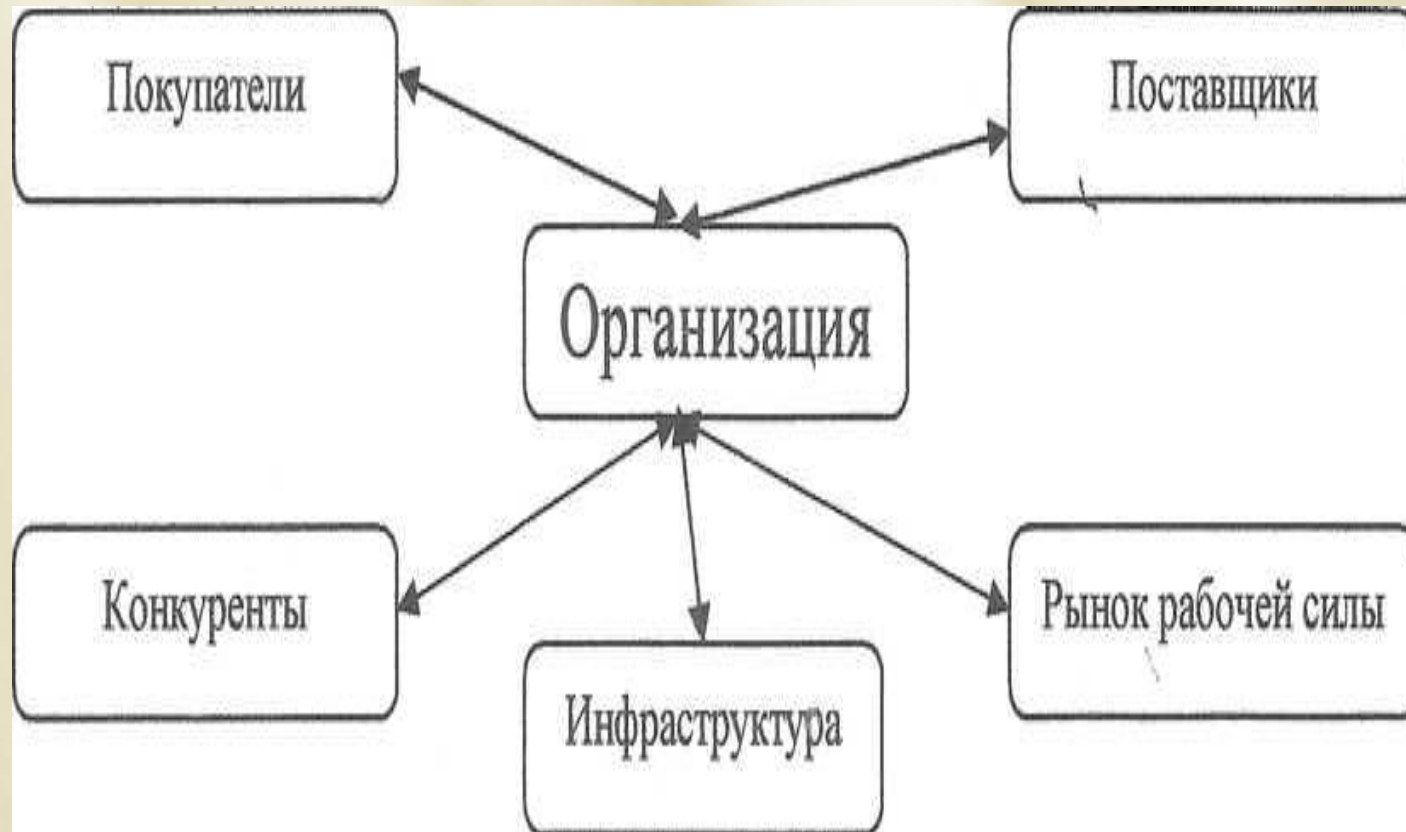 Покупатели
Поставщики
Организация
Конкуренты
Рынок рабочей силы
Инфраструктура